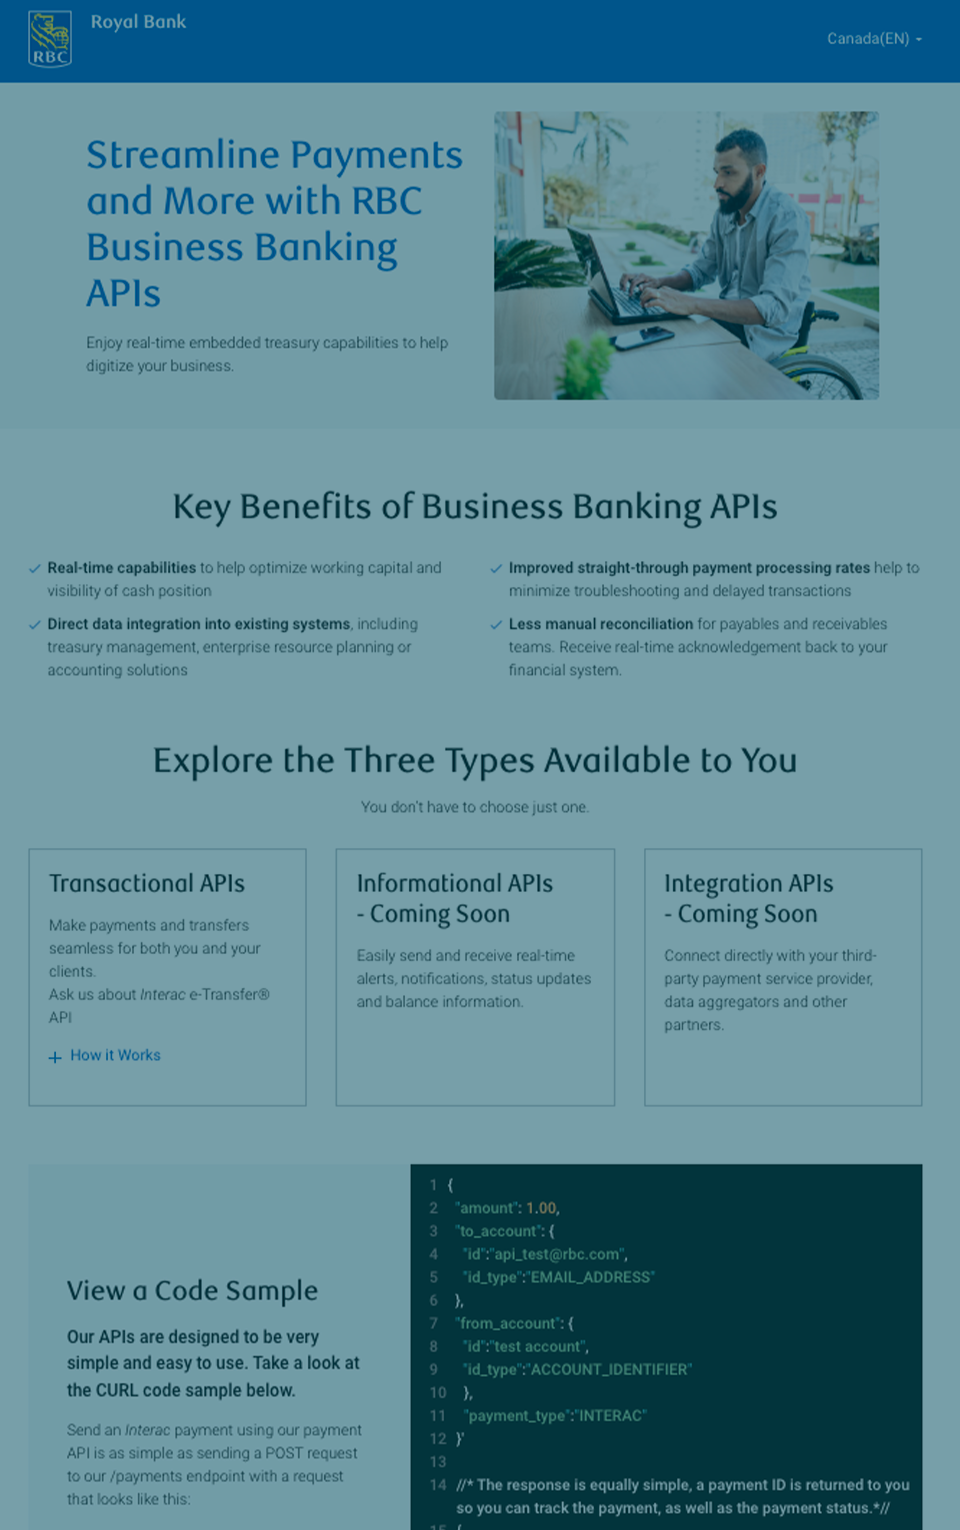 RBC
Royal Bank
Canada(EN)
Streamline Payments
and More with RBC
Business Banking
APIs
Enjoy real-time embedded treasury capabilities to help
digitize your business.
Key Benefits of Business Banking APIs
Real-time capabilities to help optimize working capital and
visibility of cash position
Direct data integration into existing systems, including
treasury management, enterprise resource planning or
accounting solutions
Improved straight-through payment processing rates help to
minimize troubleshooting and delayed transactions
Less manual reconciliation for payables and receivables
teams. Receive real-time acknowledgement back to your
financial system.
Explore the Three Types Available to You
You don't have to choose just one.
Transactional APIs
Make payments and transfers
seamless for both you and your
clients.
Ask us about Interac e-Transfer®
API
How it Works
Informational APIs
- Coming Soon
Easily send and receive real-time
alerts, notifications, status updates
and balance information.
Integration APIs
- Coming Soon
Connect directly with your third-
party payment service provider,
data aggregators and other
partners.
View a Code Sample
Our APIs are designed to be very
simple and easy to use. Take a look at
the CURL code sample below.
Send an Interac payment using our payment
API is as simple as sending a POST request
to our /payments endpoint with a request
that looks like this:
1 {
2 "amount": 1.00,
3 "to_account": {
4 "id":"api_test@rbc.com",
5 "id_type":"EMAIL_ADDRESS"
6 },
7 "from_account": {
8 "id":"test account",
9 "id_type":"ACCOUNT_IDENTIFIER"
10 },
11 "payment_type":"INTERAC"
12 }'
13
14 //* The response is equally simple, a payment ID is returned to you
so you can track the payment, as well as the payment status.*//
15 {